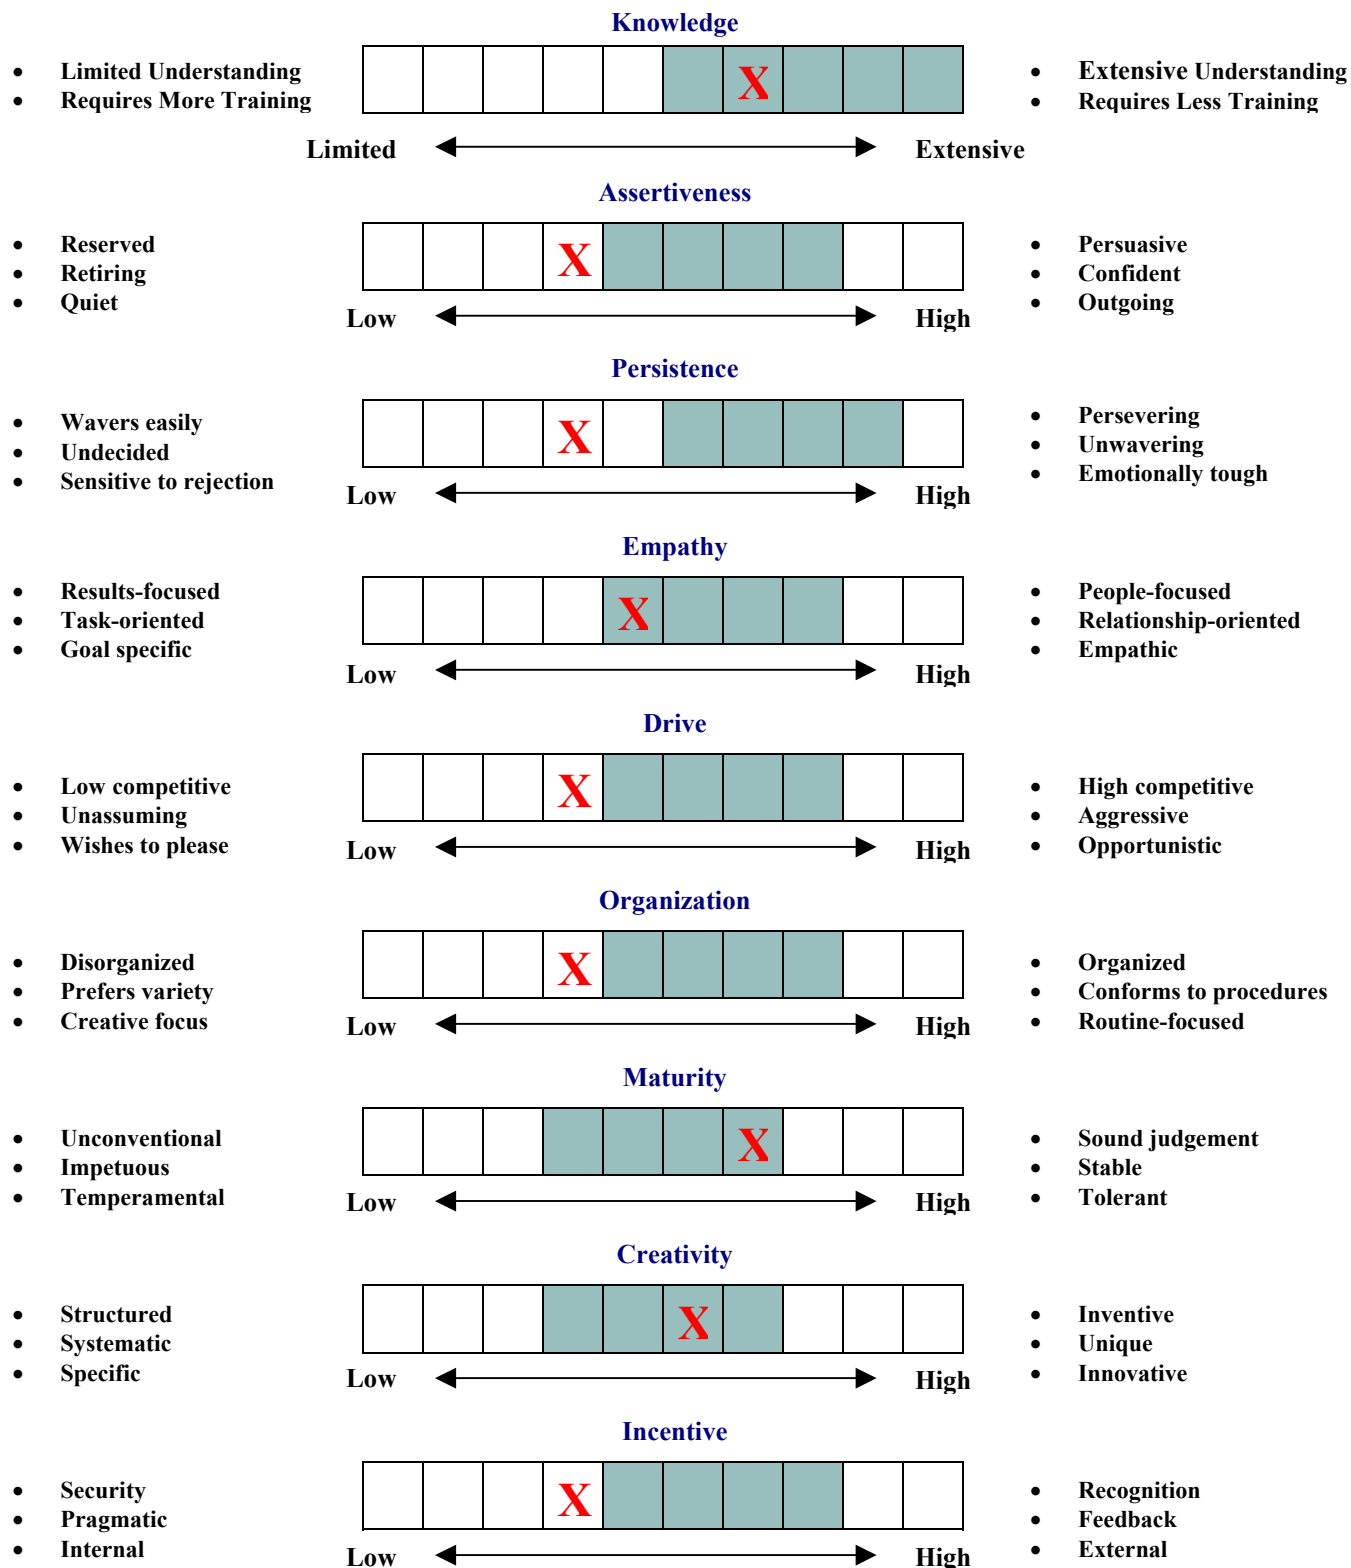 Knowledge
• Limited Understanding
• Requires More Training
X
• Extensive Understanding
• Requires Less Training
Limited
Extensive
Assertiveness
• Reserved
• Retiring
• Quiet
X
• Persuasive
• Confident
• Outgoing
Low
High
Persistence
• Wavers easily
• Undecided
• Sensitive to rejection
X
• Persevering
• Unwavering
• Emotionally tough
Low
High
Empathy
• Results-focused
• Task-oriented
• Goal specific
X
• People-focused
• Relationship-oriented
• Empathic
Low
High
Drive
• Low competitive
• Unassuming
• Wishes to please
X
• High competitive
• Aggressive
• Opportunistic
Low
High
Organization
• Disorganized
• Prefers variety
• Creative focus
X
• Organized
• Conforms to procedures
• Routine-focused
Low
High
Maturity
• Unconventional
• Impetuous
• Temperamental
X
• Sound judgement
• Stable
• Tolerant
Low
High
Creativity
• Structured
• Systematic
• Specific
X
• Inventive
• Unique
• Innovative
Low
High
Incentive
• Security
• Pragmatic
• Internal
X
• Recognition
• Feedback
• External
Low
High